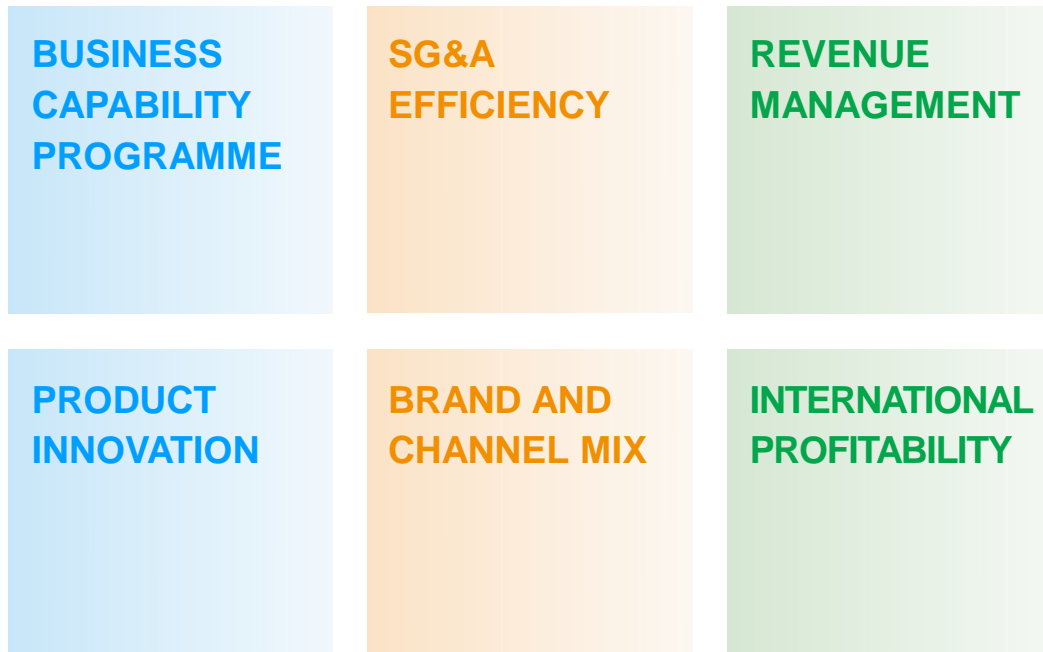 BUSINESS
CAPABILITY
PROGRAMME
SG&A
EFFICIENCY
REVENUE
MANAGEMENT
PRODUCT
INNOVATION
BRAND AND
CHANNEL MIX
INTERNATIONAL
PROFITABILITY